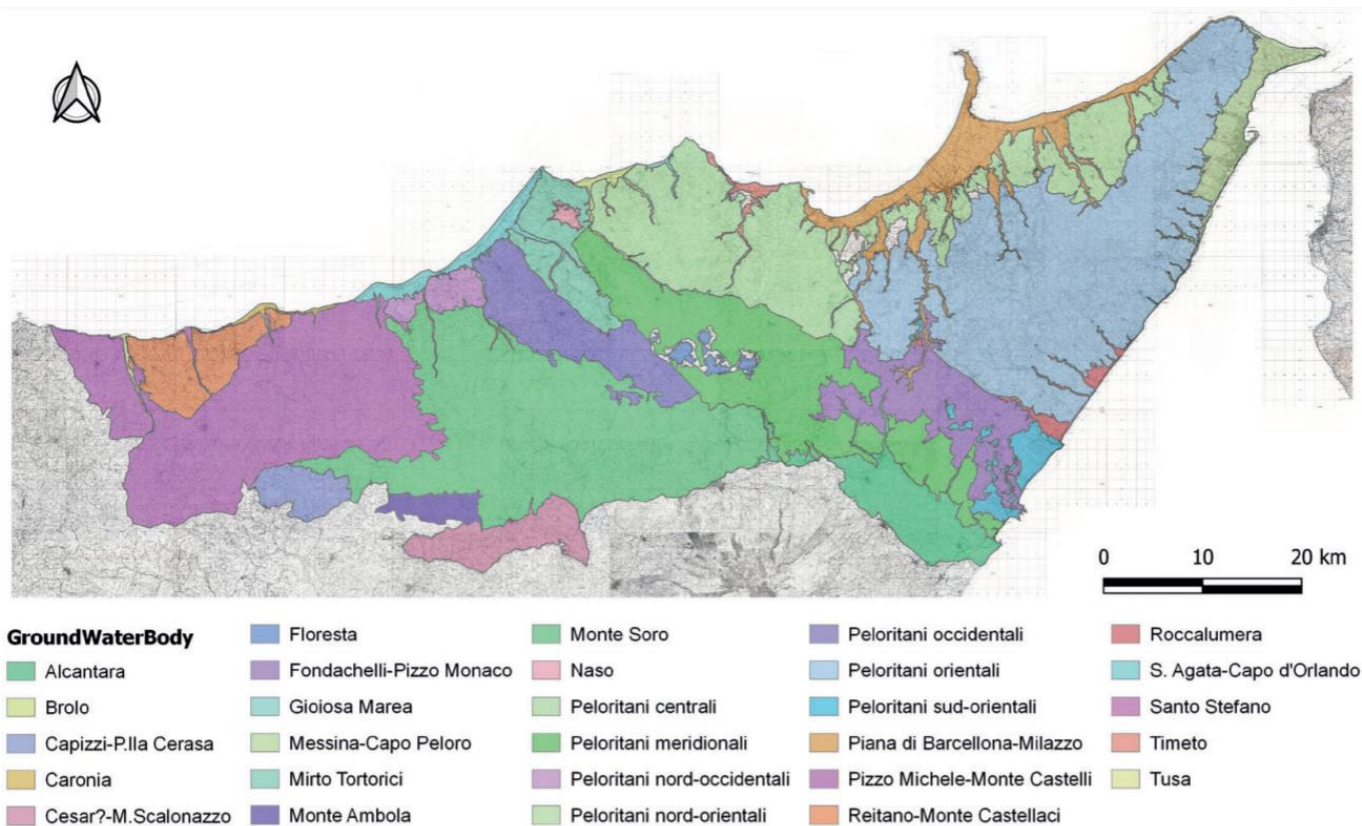 0 10 20 km
GroundWaterBody
Alcantara
Brolo
Capizzi-P.lla Cerasa
Caronia
Cesar?-M.Scalonazzo
Floresta
Fondachelli-Pizzo Monaco
Gioiosa Marea
Messina-Capo Peloro
Mirto Tortorici
Monte Ambola
Monte Soro
Naso
Peloritani centrali
Peloritani meridionali
Peloritani nord-occidentali
Peloritani nord-orientali
Peloritani occidentali
Peloritani orientali
Peloritani sud-orientali
Piana di Barcellona-Milazzo
Pizzo Michele-Monte Castelli
Reitano-Monte Castellaci
Roccalumera
S. Agata-Capo d'Orlando
Santo Stefano
Timeto
Tusa